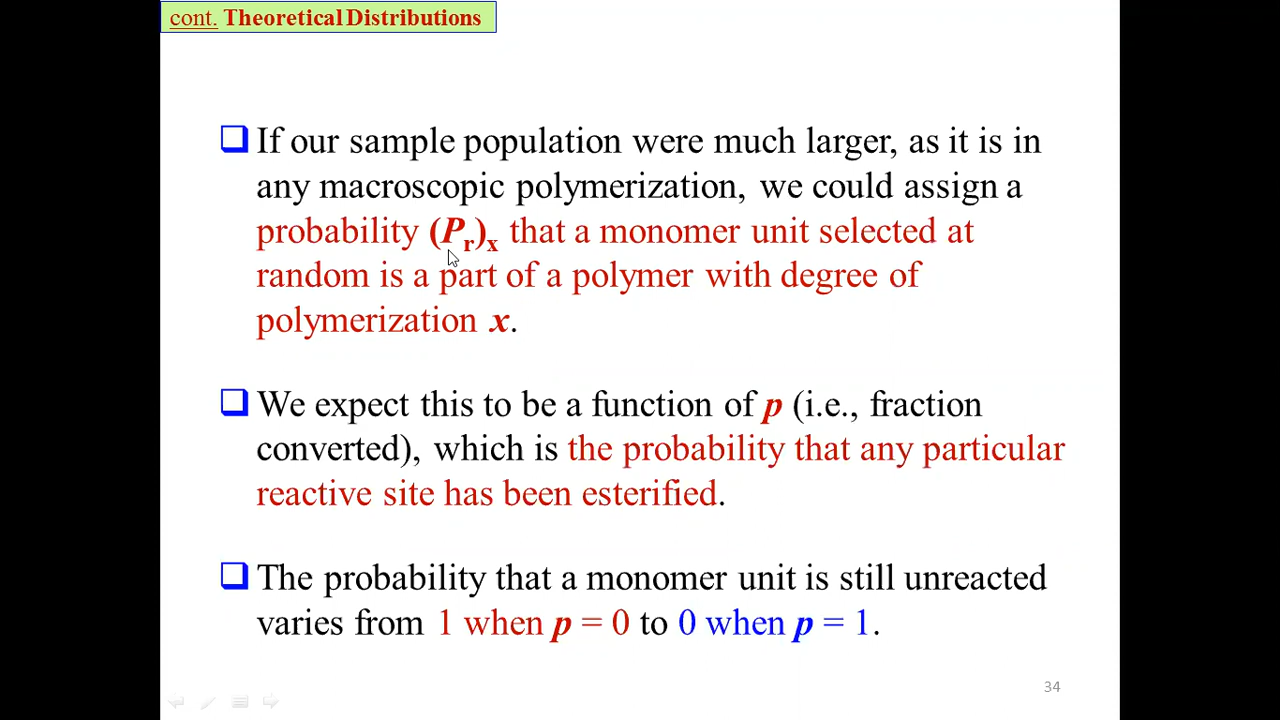 cont. Theoretical Distributions
If our sample population were much larger, as it is in
any macroscopic polymerization, we could assign a
probability (Pr)x that a monomer unit selected at
random is a part of a polymer with degree of
polymerization x.
We expect this to be a function of p (i.e., fraction
converted), which is the probability that any particular
reactive site has been esterified.
The probability that a monomer unit is still unreacted
varies from 1 when p = 0 to 0 when p = 1.
34